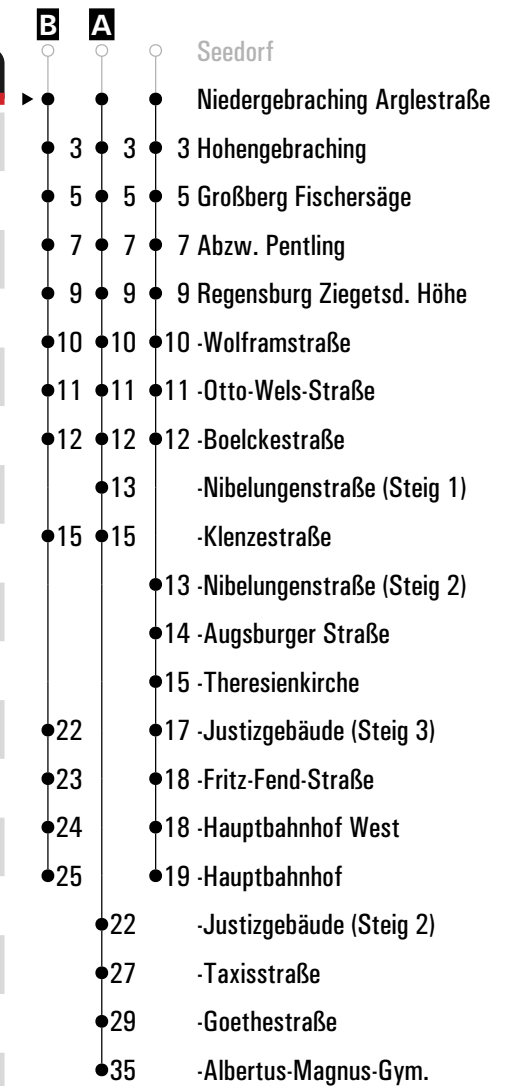 B A
Seedorf
Niedergebraching Arglestraße
3 3 3 Hohengebraching
5 5 5 Großberg Fischersäge
7 7 7 Abzw. Pentling
9 9 9 Regensburg Ziegetsd. Höhe
10 10 10 -Wolframstraße
11 11 11 -Otto-Wels-Straße
12 12 12 -Boelckestraße
13 -Nibelungenstraße (Steig 1)
15 15 -Klenzestraße
13 -Nibelungenstraße (Steig 2)
14 -Augsburger Straße
15 -Theresienkirche
22 17 -Justizgebäude (Steig 3)
23 18 -Fritz-Fend-Straße
24 18 -Hauptbahnhof West
25 19 -Hauptbahnhof
22 -Justizgebäude (Steig 2)
27 -Taxisstraße
29 -Goethestraße
35 -Albertus-Magnus-Gym.